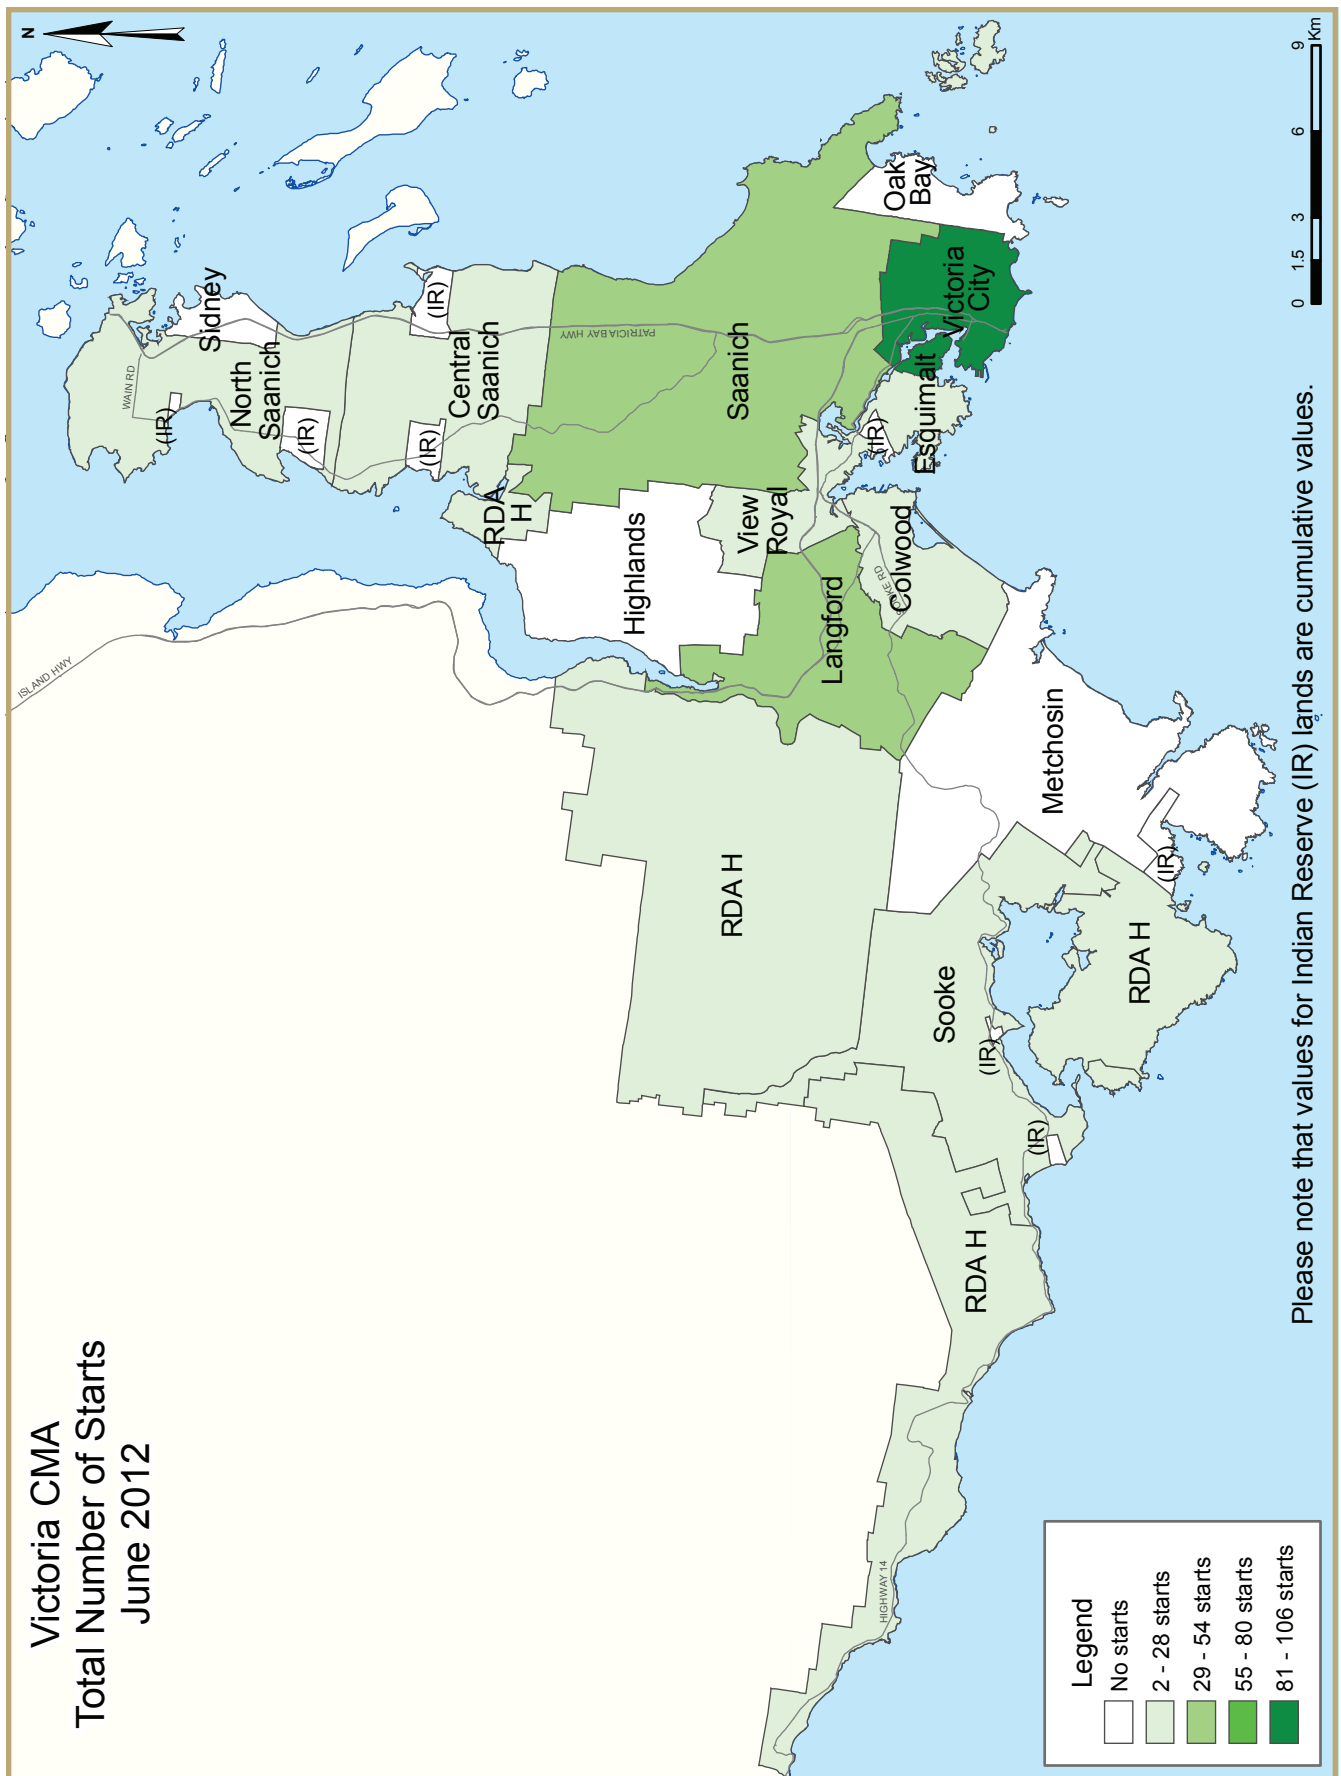 Victoria CMA
Total Number of Starts
June 2012
N
ISLAND HWY
WAIN RD
Sidney
(IR)
North
Saanich
(IR)
(IR)
(IR)
Central
Saanich
PATRICIA BAY HWY
RDA
H
Saanich
Highlands
View
Royal
Oak
Bay
Victoria
City
Esquimalt
(IR)
Langford
Colwood
SOOKE RD
Metchosin
(IR)
RDA H
Sooke
(IR)
RDA H
(IR)
RDA H
HIGHWAY 14
Legend
No starts
2 - 28 starts
29 - 54 starts
55 - 80 starts
81 - 106 starts
0 1.5 3 6 9
Km
Please note that values for Indian Reserve (IR) lands are cumulative values.